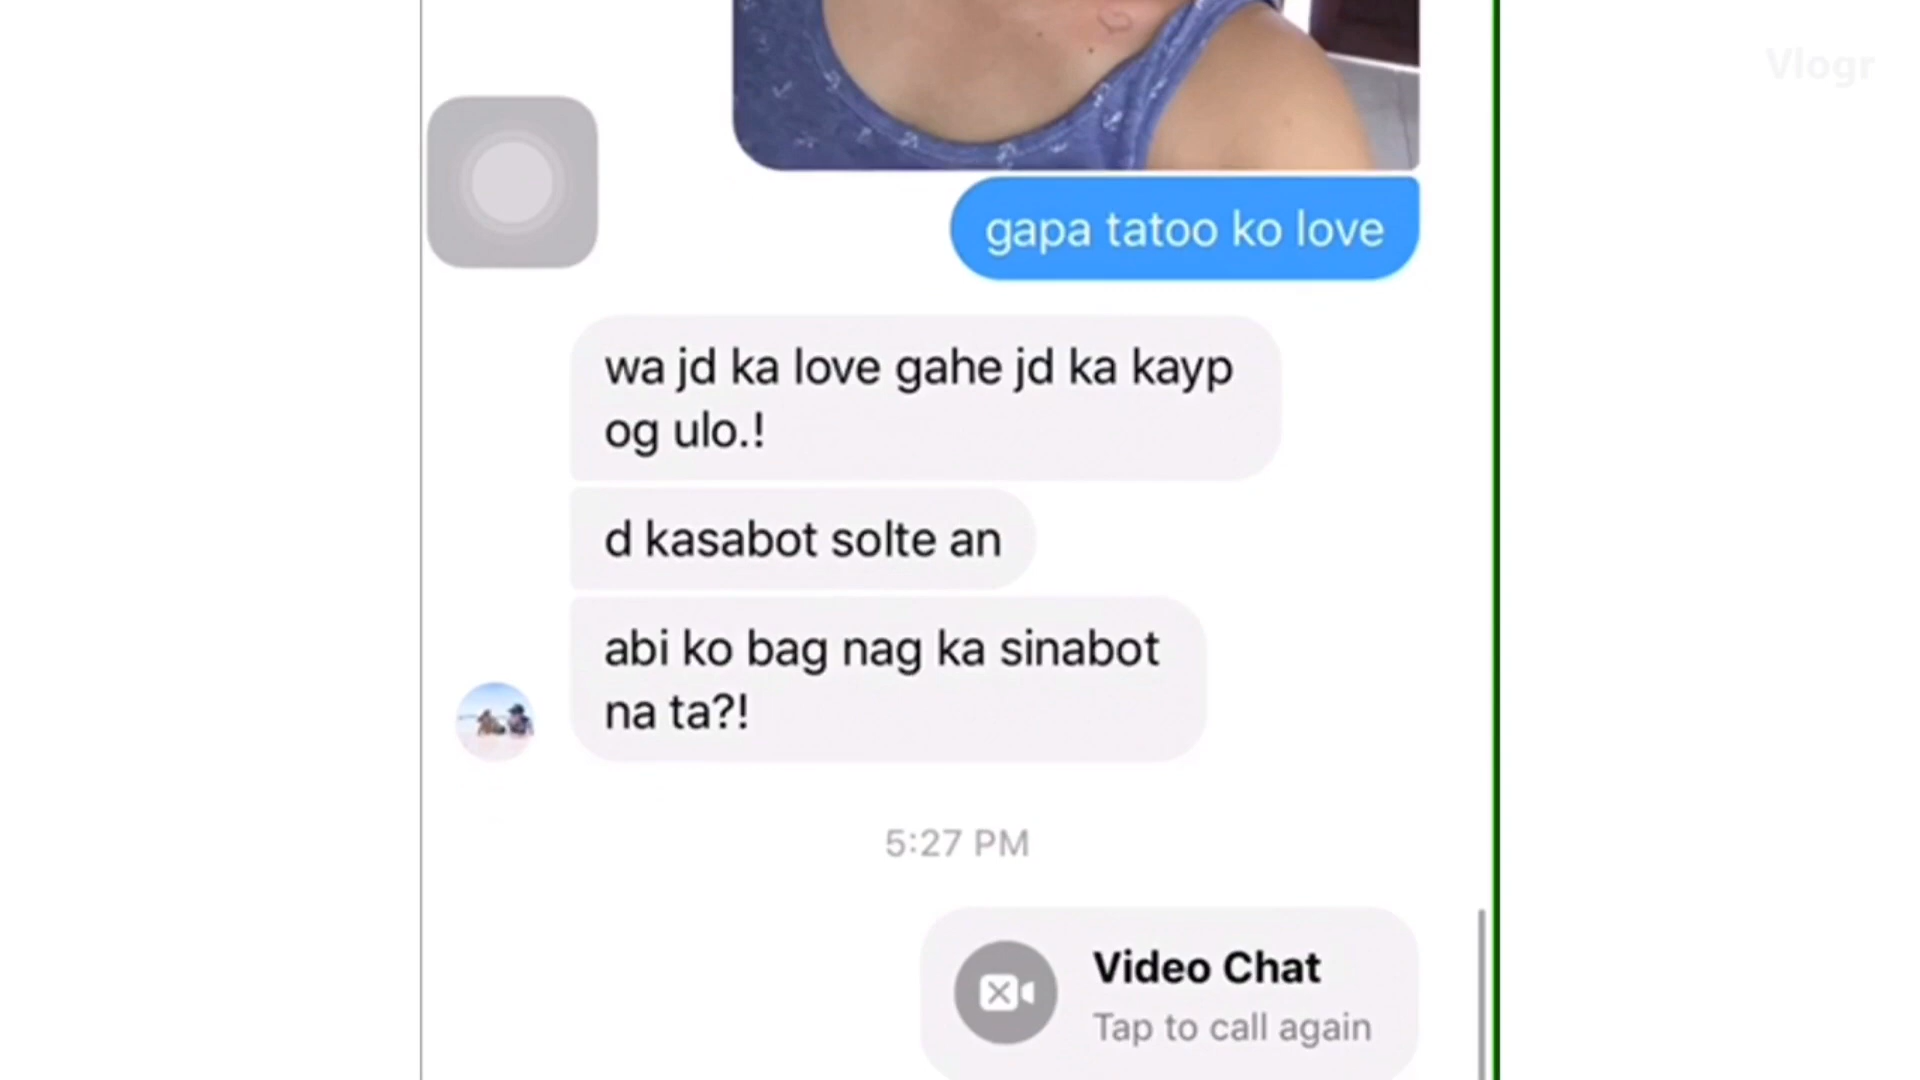 Vlogr
gapa tatoo ko love
wa jd ka love gahe jd ka kayp
og ulo.!
d kasabot solte an
abi ko bag nag ka sinabot
na ta?!
5:27 PM
Video Chat
Tap to call again